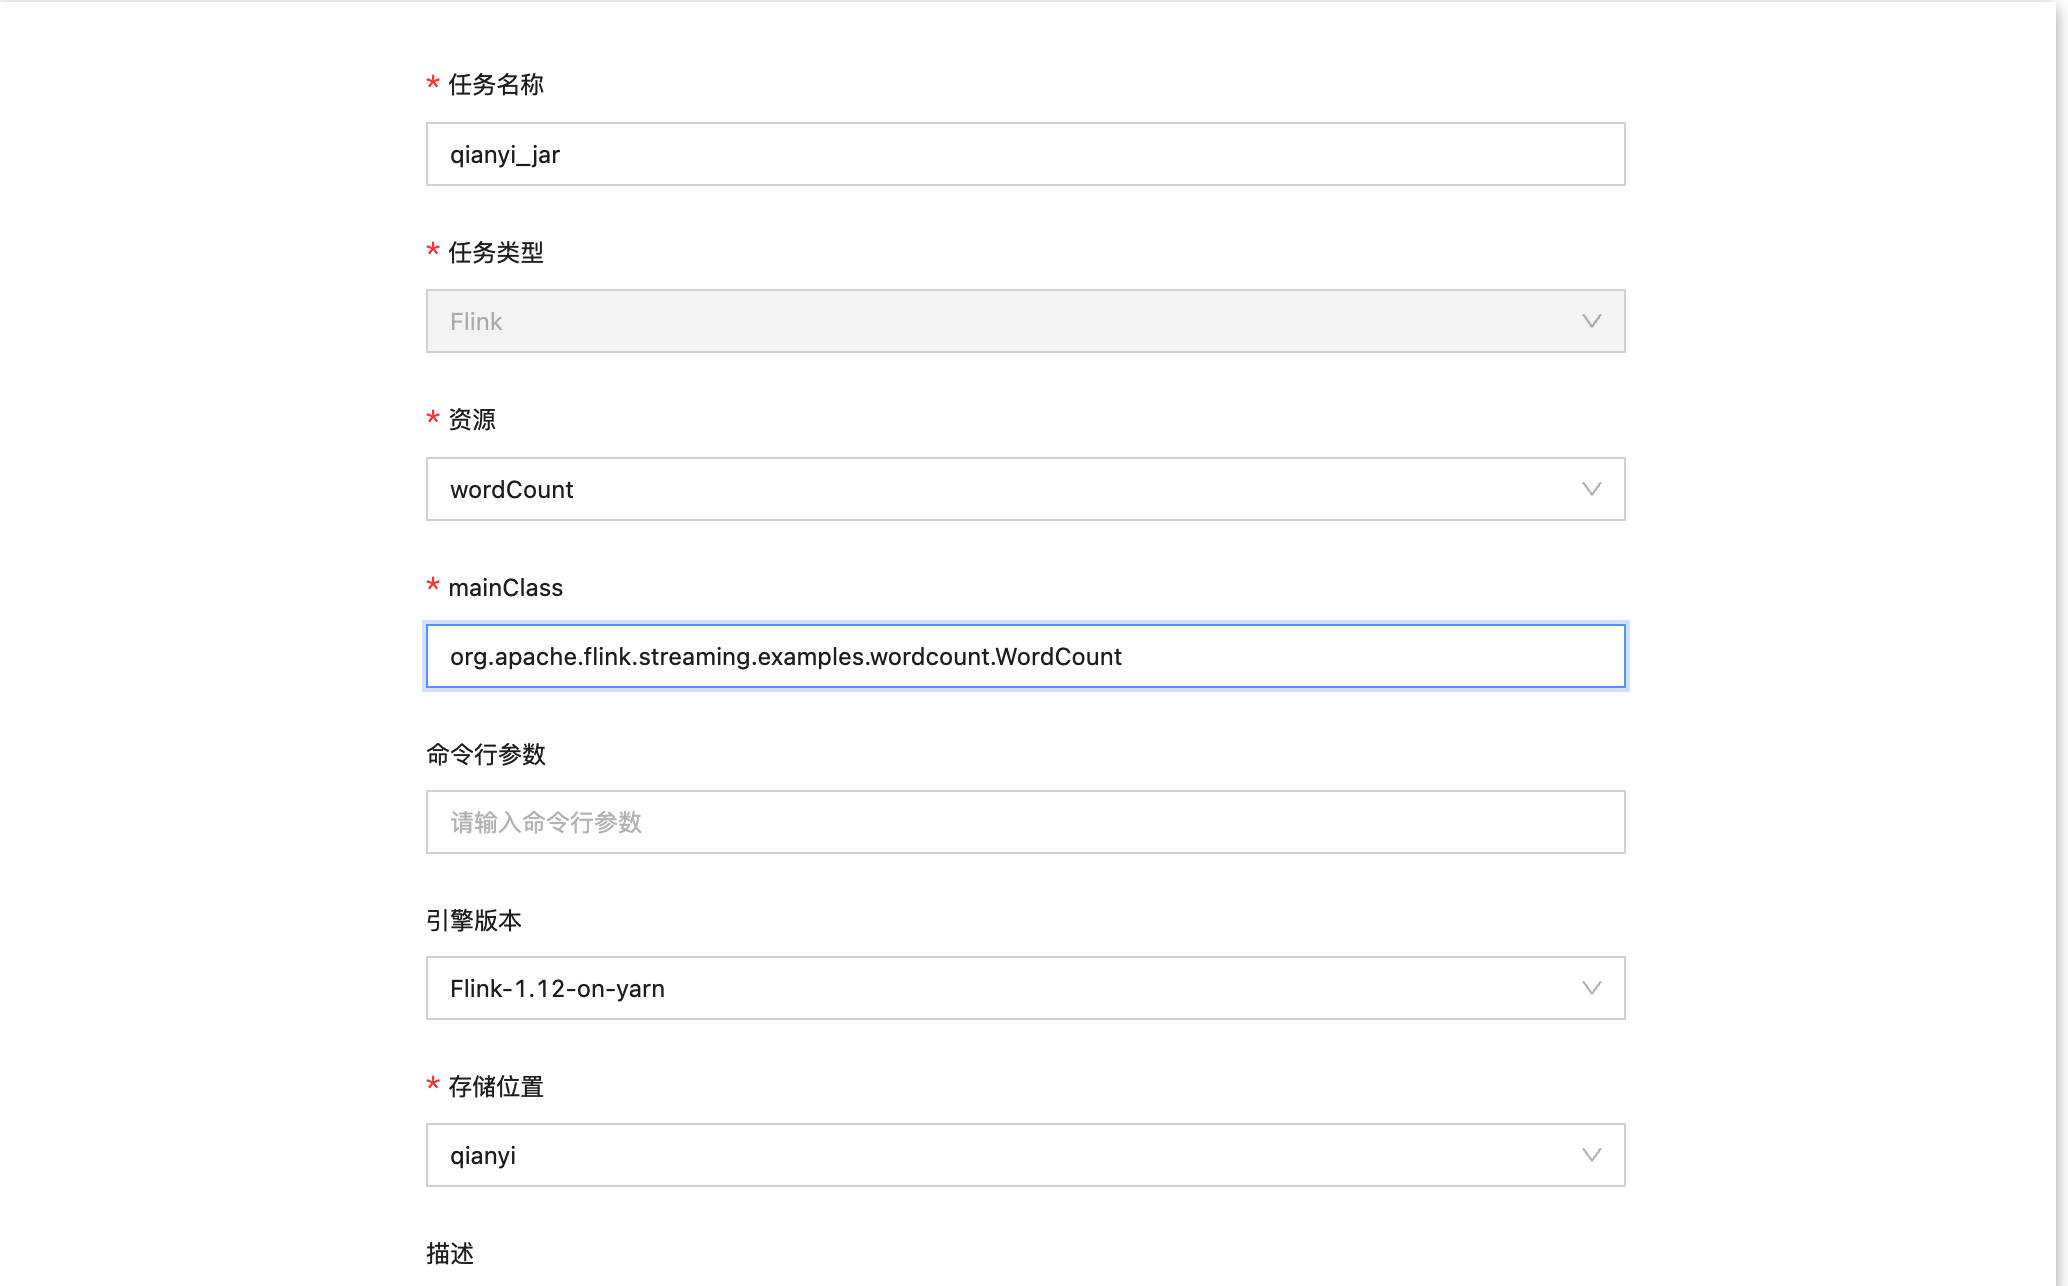 * 任务名称
qianyi_jar
* 任务类型
Flink
* 资源
wordCount
* mainClass
org.apache.flink.streaming.examples.wordcount.WordCount
命令行参数
请输入命令行参数
引擎版本
Flink-1.12-on-yarn
* 存储位置
qianyi
描述